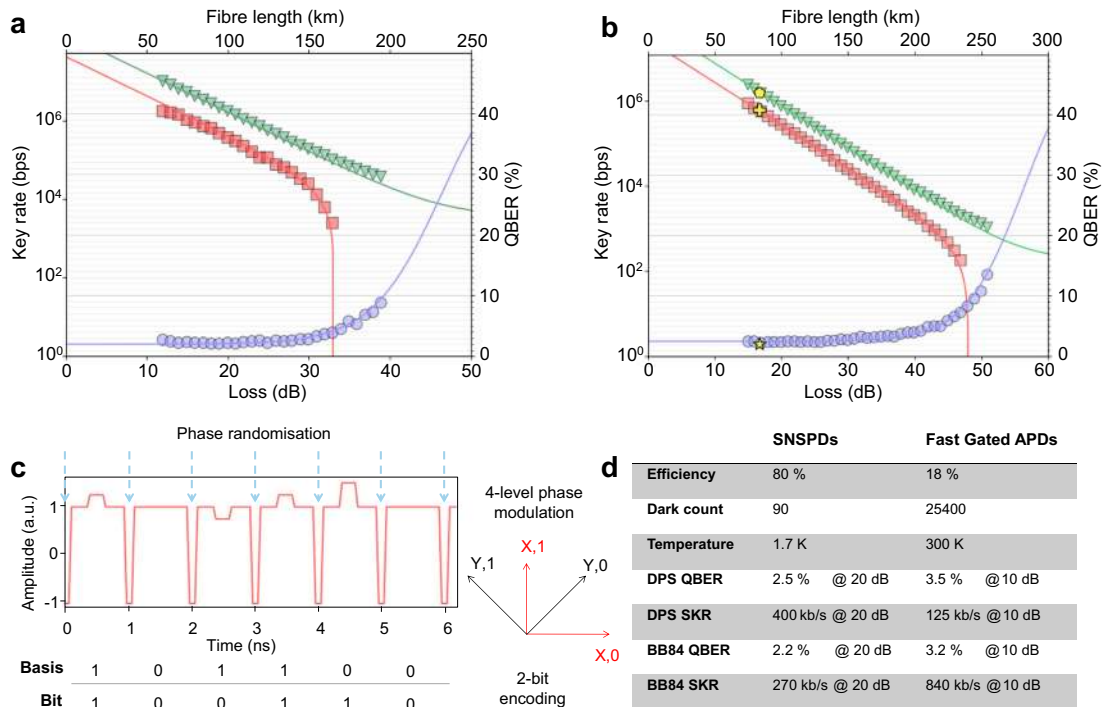 a
Fibre length (km)
0 50 100 150 200 250
Key rate (bps)
10^6
10^4
10^2
10^0
40
30
20
10
0
QBER (%)
0 10 20 30 40 50
Loss (dB)
b
Fibre length (km)
0 50 100 150 200 250 300
Key rate (bps)
10^6
10^4
10^2
10^0
40
30
20
10
0
QBER (%)
0 10 20 30 40 50 60
Loss (dB)
c
Phase randomisation
Amplitude (a.u.)
1
0
-1
0 1 2 3 4 5 6
Time (ns)
Basis 1 0 1 1 0 0
Bit 1 0 0 1 1 0
4-level phase
modulation
X,1
Y,1
Y,0
X,0
2-bit
encoding
d
SNSPDs Fast Gated APDs
Efficiency 80 % 18 %
Dark count 90 25400
Temperature 1.7 K 300 K
DPS QBER 2.5 % @ 20 dB 3.5 % @10 dB
DPS SKR 400 kb/s @ 20 dB 125 kb/s @10 dB
BB84 QBER 2.2 % @ 20 dB 3.2 % @10 dB
BB84 SKR 270 kb/s @ 20 dB 840 kb/s @10 dB